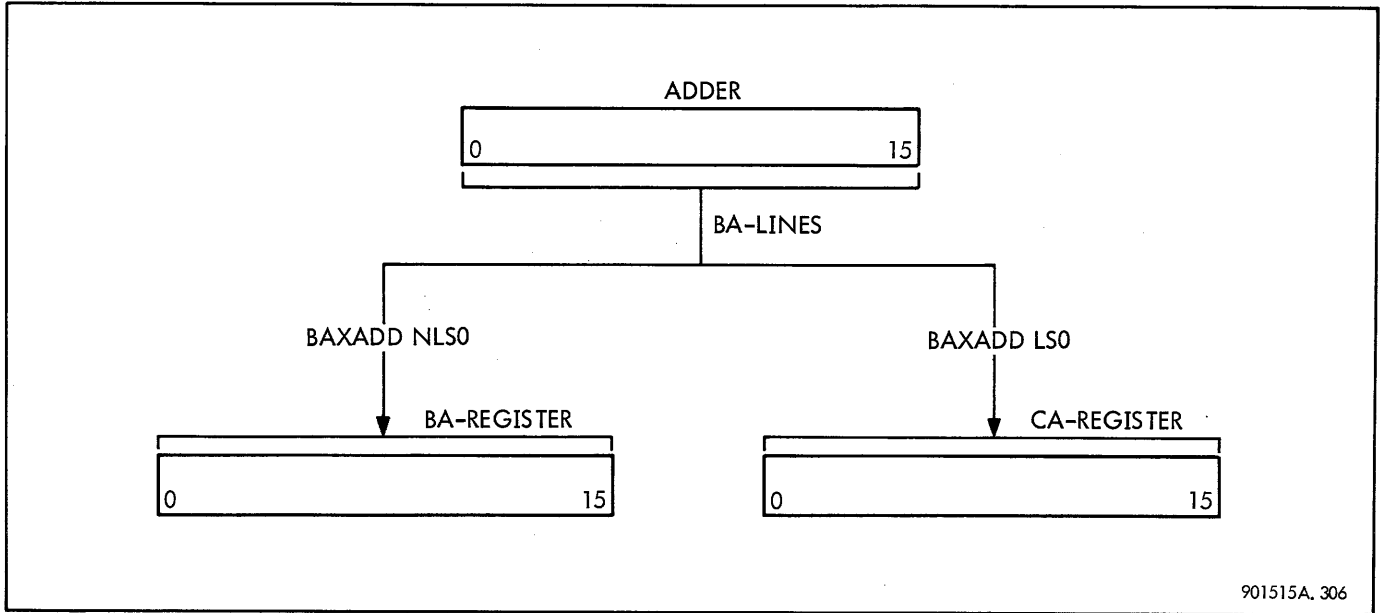 ADDER
0 15
BA-LINES
BAXADD NLS0 BAXADD LS0
BA-REGISTER CA-REGISTER
0 15 0 15
901515A. 306